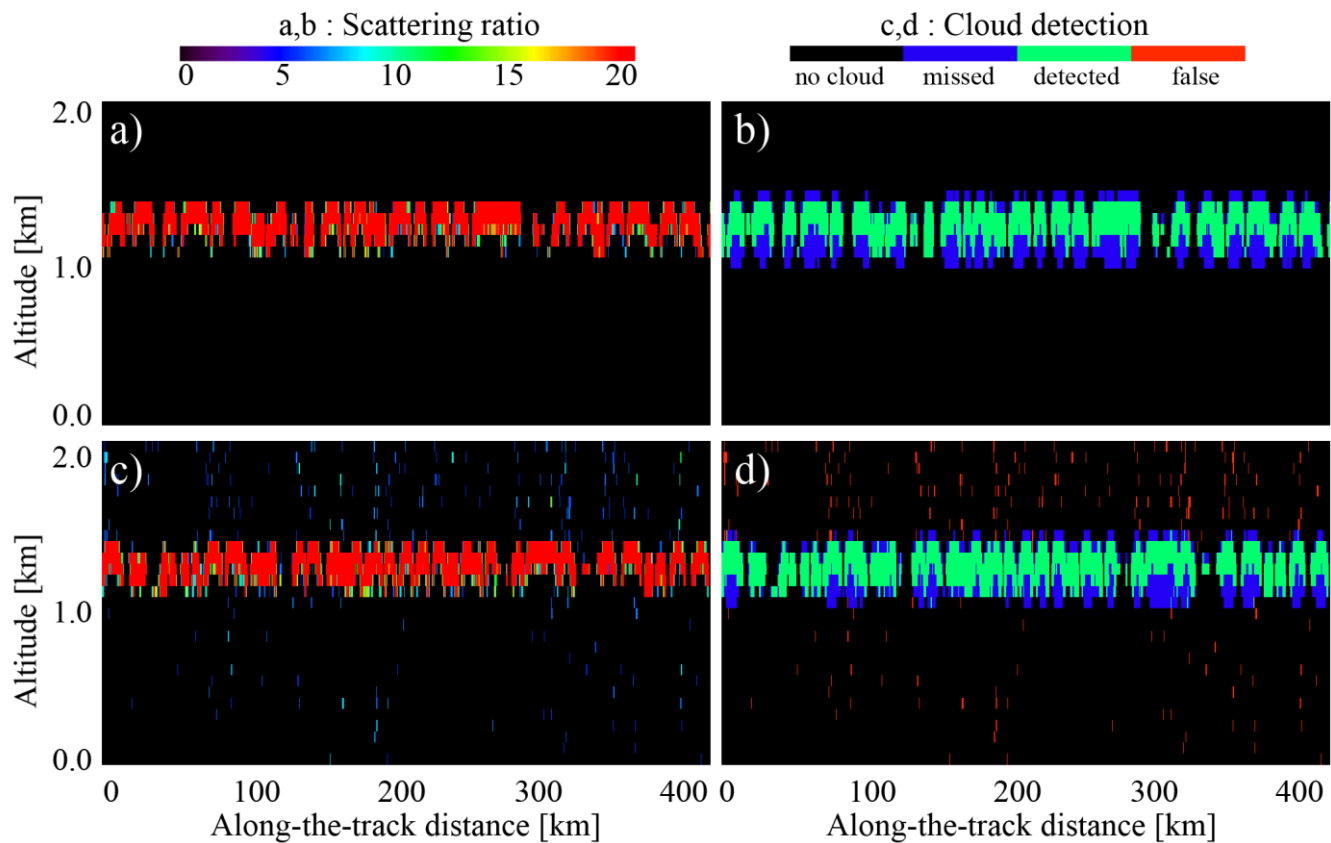 a,b : Scattering ratio
c,d : Cloud detection
0 5 10 15 20
no cloud missed detected false
2.0 a) b)
Altitude [km]
1.0
0.0
2.0 c) d)
Altitude [km]
1.0
0.0
0 100 200 300 400 0 100 200 300 400
Along-the-track distance [km] Along-the-track distance [km]